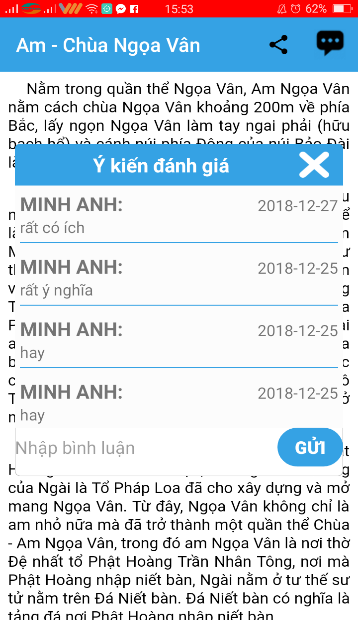 15:53
62%
Am - Chùa Ngọa Vân
Nằm trong quần thể Ngọa Vân, Am Ngọa Vân
nằm cách chùa Ngọa Vân khoảng 200m về phía
Bắc, lấy ngọn Ngọa Vân làm tay ngai phải (hữu
bạch hổ) và cánh núi phía Đông của núi Bảo Đài
Ý kiến đánh giá
MINH ANH:
2018-12-27
rất có ích
MINH ANH:
2018-12-25
rất ý nghĩa
MINH ANH:
2018-12-25
hay
MINH ANH:
2018-12-25
hay
Nhập bình luận
GỬI
của Ngài là Tổ Pháp Loa đã cho xây dựng và mở
mang Ngọa Vân. Từ đây, Ngọa Vân không chỉ là
am nhỏ nữa mà đã trở thành một quần thể Chùa
- Am Ngọa Vân, trong đó am Ngọa Vân là nơi thờ
Đệ nhất tổ Phật Hoàng Trần Nhân Tông, nơi mà
Phật Hoàng nhập niết bàn, Ngài nằm ở tư thế sư
tử nằm trên Đá Niết bàn. Đá Niết bàn có nghĩa là
tảng đá nơi Phật Hoàng nhập niết bàn